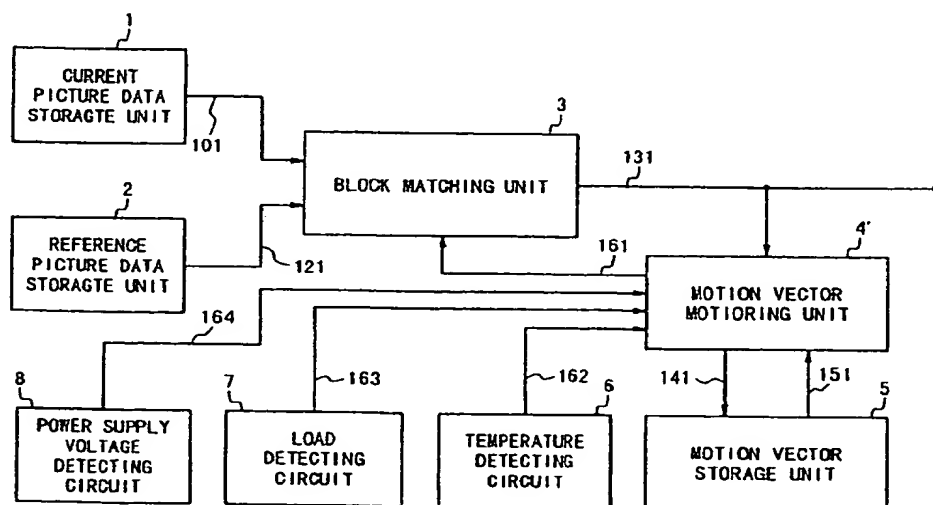 1
CURRENT
PICTURE DATA
STORAGTE UNIT
101
3
BLOCK MATCHING UNIT
131
2
REFERENCE
PICTURE DATA
STORAGTE UNIT
121
161
4'
MOTION VECTOR
MOTIORING UNIT
164
163
162
141
151
8
POWER SUPPLY
VOLTAGE
DETECTING
CIRCUIT
7
LOAD
DETECTING
CIRCUIT
6
TEMPERATURE
DETECTING
CIRCUIT
5
MOTION VECTOR
STORAGE UNIT